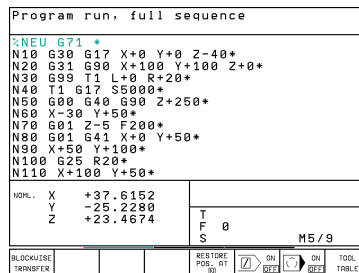 Program run, full sequence
%NEU G71 *
N10 G30 G17 X+0 Y+0 Z-40*
N20 G31 G90 X+100 Y+100 Z+0*
N30 G99 T1 L+0 R+20*
N40 T1 G17 S5000*
N50 G00 G40 G90 Z+250*
N60 X-30 Y+50*
N70 G01 Z-5 F200*
N80 G01 G41 X+0 Y+50*
N90 X+50 Y+100*
N100 G25 R20*
N110 X+100 Y+50*
NOML. X +37.6152
Y -25.2280
Z +23.4674
T
F 0
S M5/9
BLOCKWISE TRANSFER
RESTORE POS. AT N
ON OFF
ON OFF
TOOL TABLE